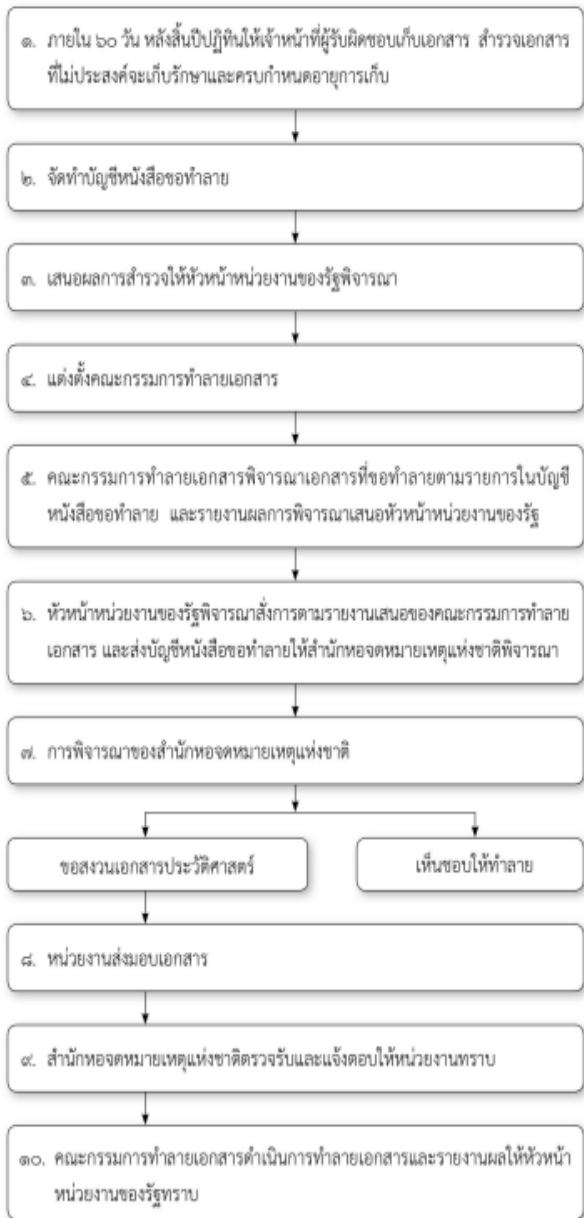 ๑. ภายใน ๖๐ วัน หลังสิ้นปีปฏิทินให้เจ้าหน้าที่ผู้รับผิดชอบเก็บเอกสาร สำรวจเอกสาร
ที่ไม่ประสงค์จะเก็บรักษาและครบกำหนดอายุการเก็บ
๒. จัดทำบัญชีหนังสือขอทำลาย
๓. เสนอผลการสำรวจให้หัวหน้าหน่วยงานของรัฐพิจารณา
๔. แต่งตั้งคณะกรรมการทำลายเอกสาร
๕. คณะกรรมการทำลายเอกสารพิจารณาเอกสารที่ขอทำลายตามรายการในบัญชี
หนังสือขอทำลาย และรายงานผลการพิจารณาเสนอหัวหน้าหน่วยงานของรัฐ
๖. หัวหน้าหน่วยงานของรัฐพิจารณาสั่งการตามรายงานเสนอของคณะกรรมการทำลาย
เอกสาร และส่งบัญชีหนังสือขอทำลายให้สำนักหอจดหมายเหตุแห่งชาติพิจารณา
๗. การพิจารณาของสำนักหอจดหมายเหตุแห่งชาติ
ขอสงวนเอกสารประวัติศาสตร์
เห็นชอบให้ทำลาย
๘. หน่วยงานส่งมอบเอกสาร
๙. สำนักหอจดหมายเหตุแห่งชาติตรวจรับและแจ้งตอบให้หน่วยงานทราบ
๑๐. คณะกรรมการทำลายเอกสารดำเนินการทำลายเอกสารและรายงานผลให้หัวหน้า
หน่วยงานของรัฐทราบ